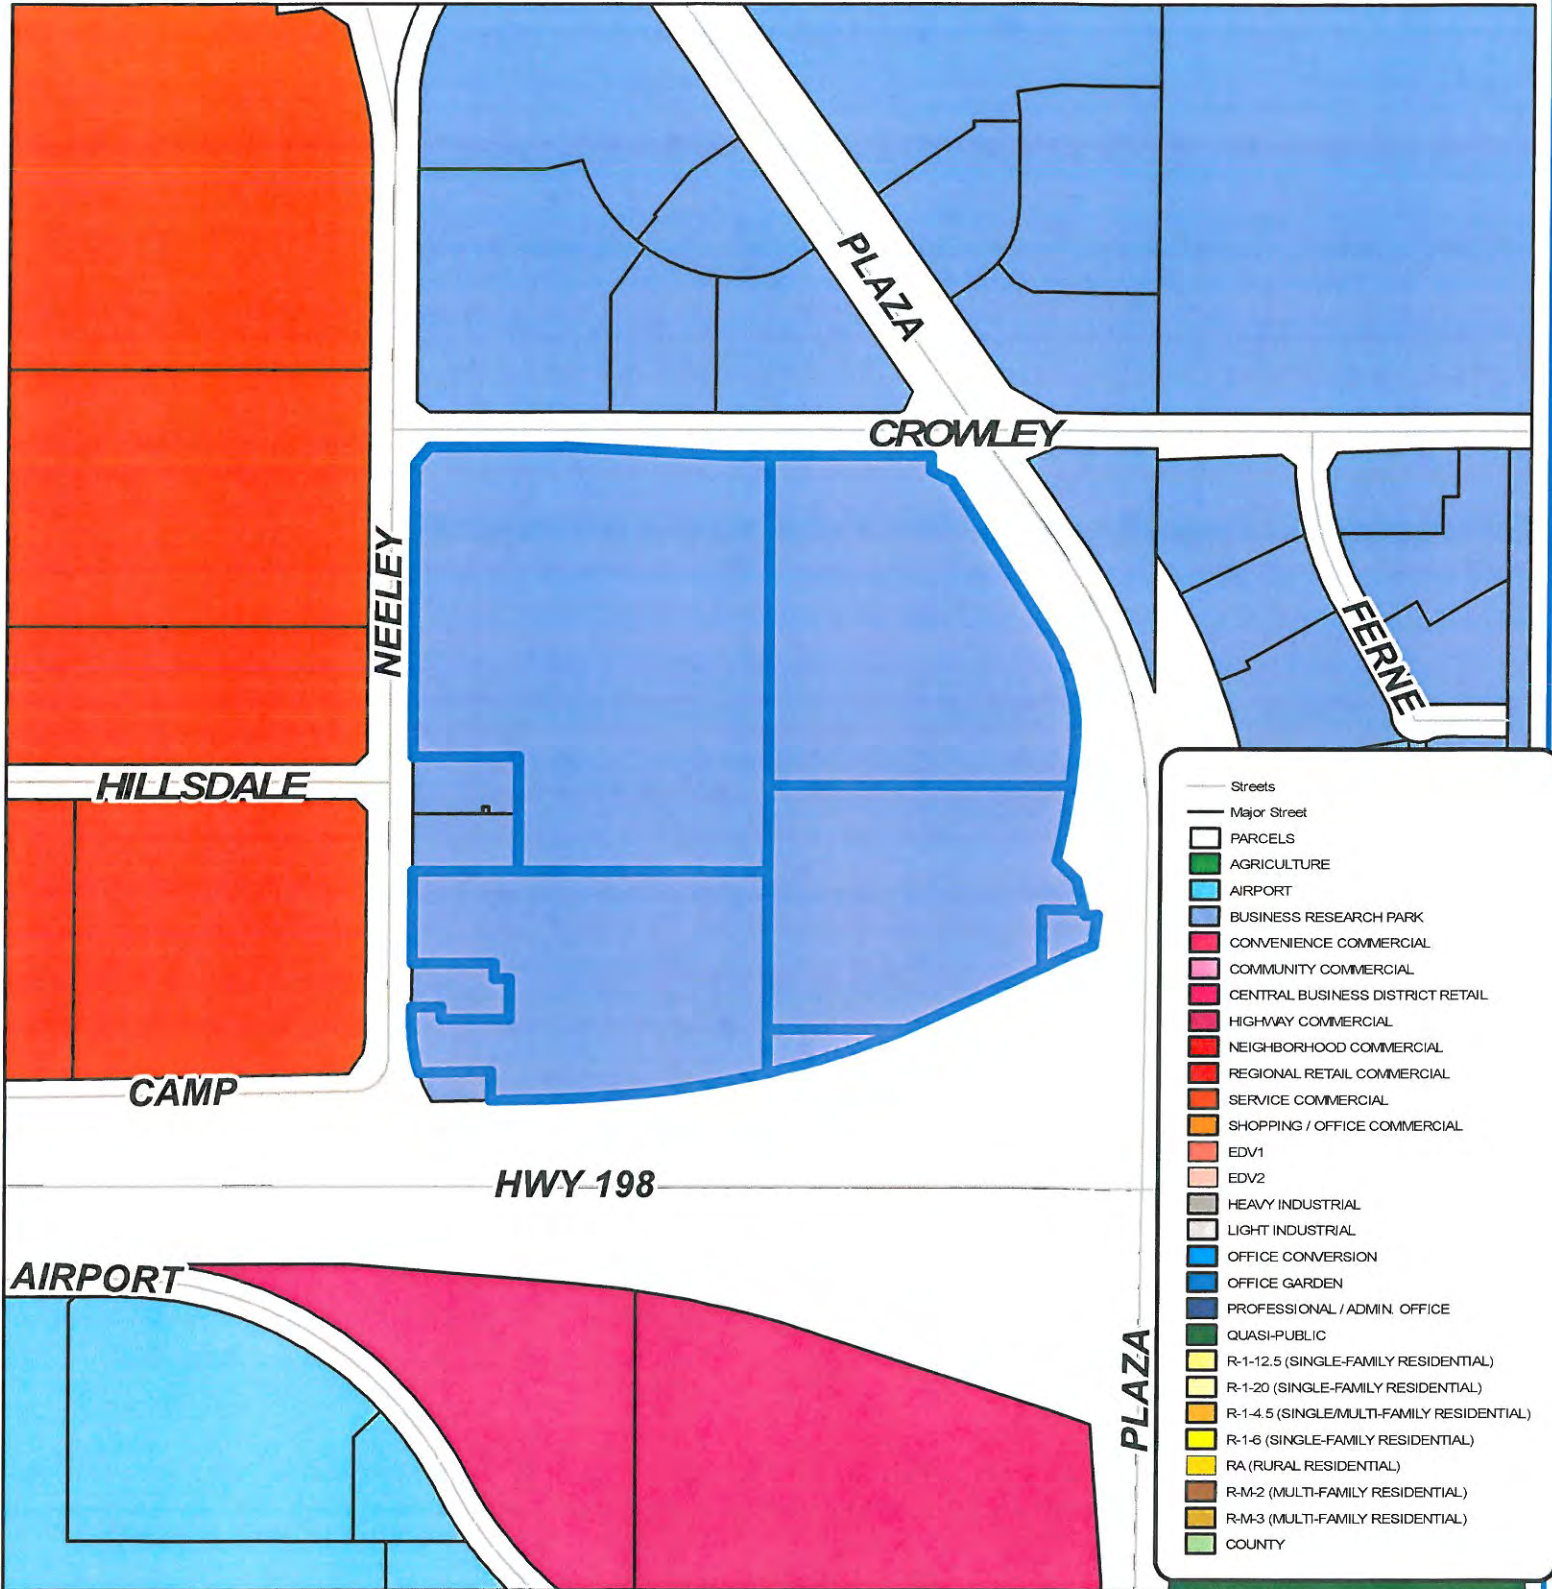 PLAZA
CROWLEY
NEELEY
FERNE
HILLSDALE
CAMP
HWY 198
AIRPORT
PLAZA
Streets
Major Street
PARCELS
AGRICULTURE
AIRPORT
BUSINESS RESEARCH PARK
CONVENIENCE COMMERCIAL
COMMUNITY COMMERCIAL
CENTRAL BUSINESS DISTRICT RETAIL
HIGHWAY COMMERCIAL
NEIGHBORHOOD COMMERCIAL
REGIONAL RETAIL COMMERCIAL
SERVICE COMMERCIAL
SHOPPING / OFFICE COMMERCIAL
EDV1
EDV2
HEAVY INDUSTRIAL
LIGHT INDUSTRIAL
OFFICE CONVERSION
OFFICE GARDEN
PROFESSIONAL / ADMIN. OFFICE
QUASI-PUBLIC
R-1-12.5 (SINGLE-FAMILY RESIDENTIAL)
R-1-20 (SINGLE-FAMILY RESIDENTIAL)
R-1-4.5 (SINGLE/MULTI-FAMILY RESIDENTIAL)
R-1-6 (SINGLE-FAMILY RESIDENTIAL)
RA (RURAL RESIDENTIAL)
R-M-2 (MULTI-FAMILY RESIDENTIAL)
R-M-3 (MULTI-FAMILY RESIDENTIAL)
COUNTY